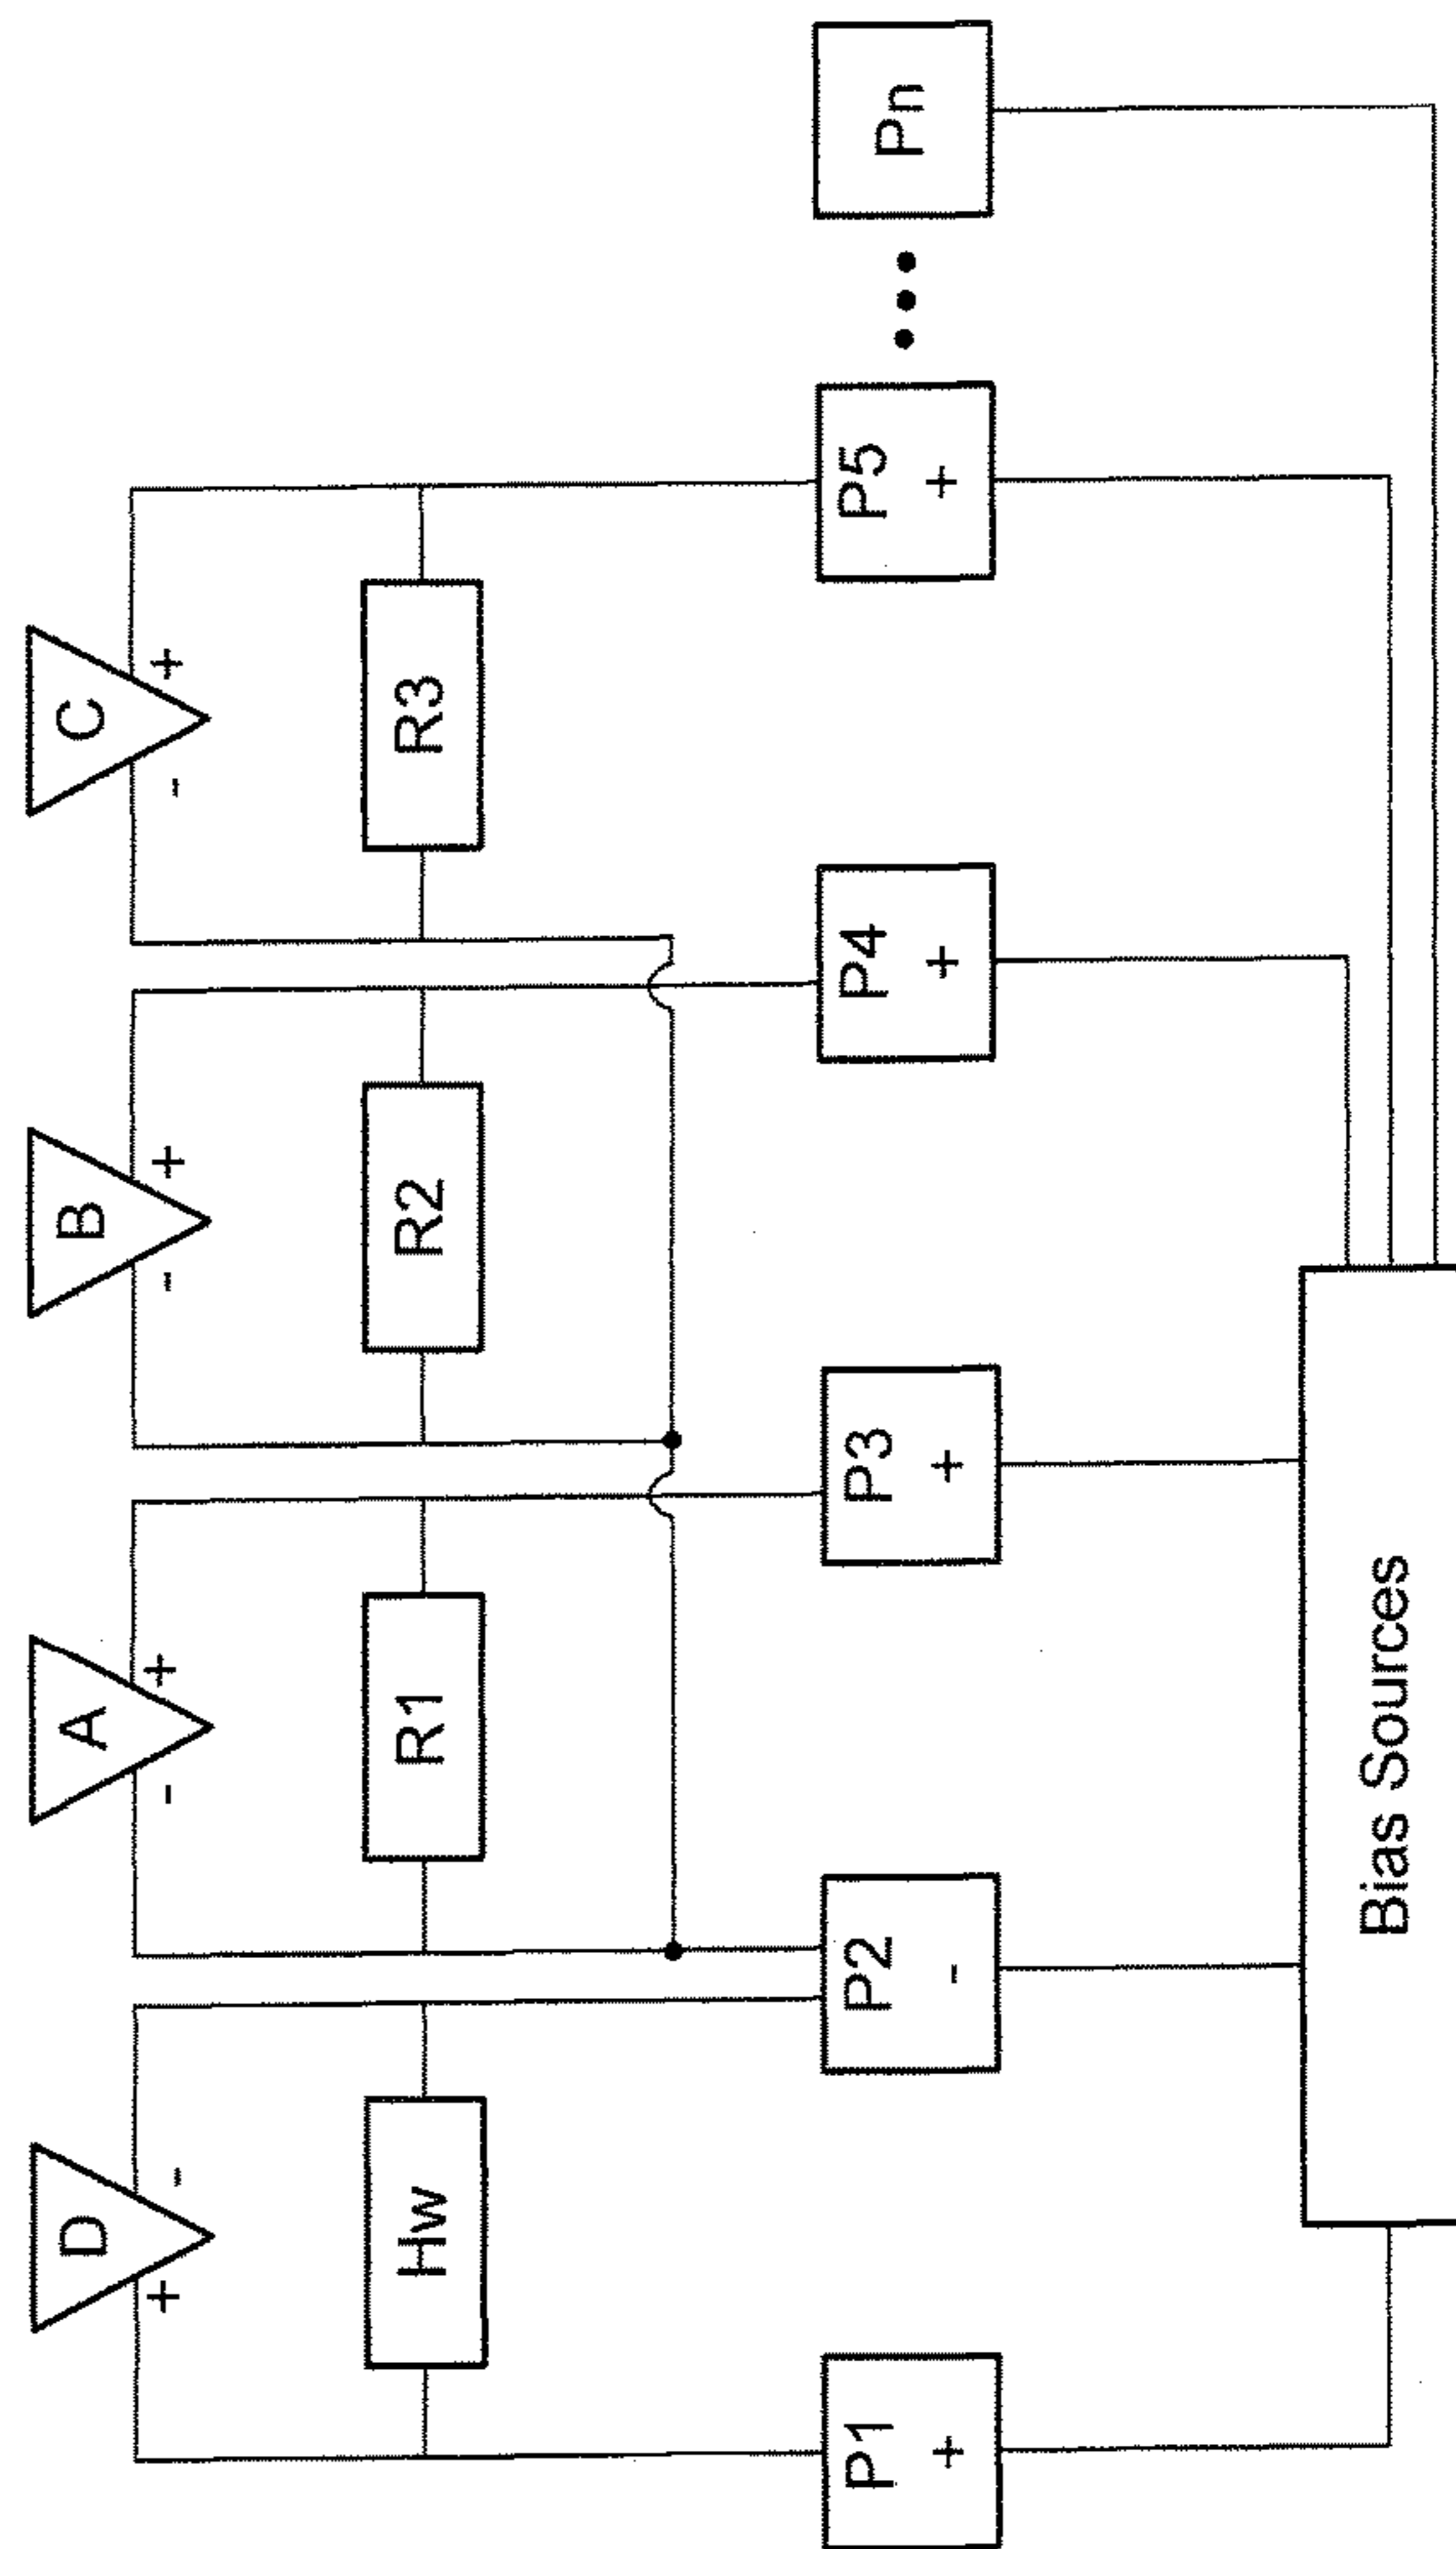 D
A
B
C
+
-
-
+
-
+
-
+
Hw
R1
R2
R3
P1
P2
P3
P4
P5
Pn
+
-
+
+
+
Bias Sources